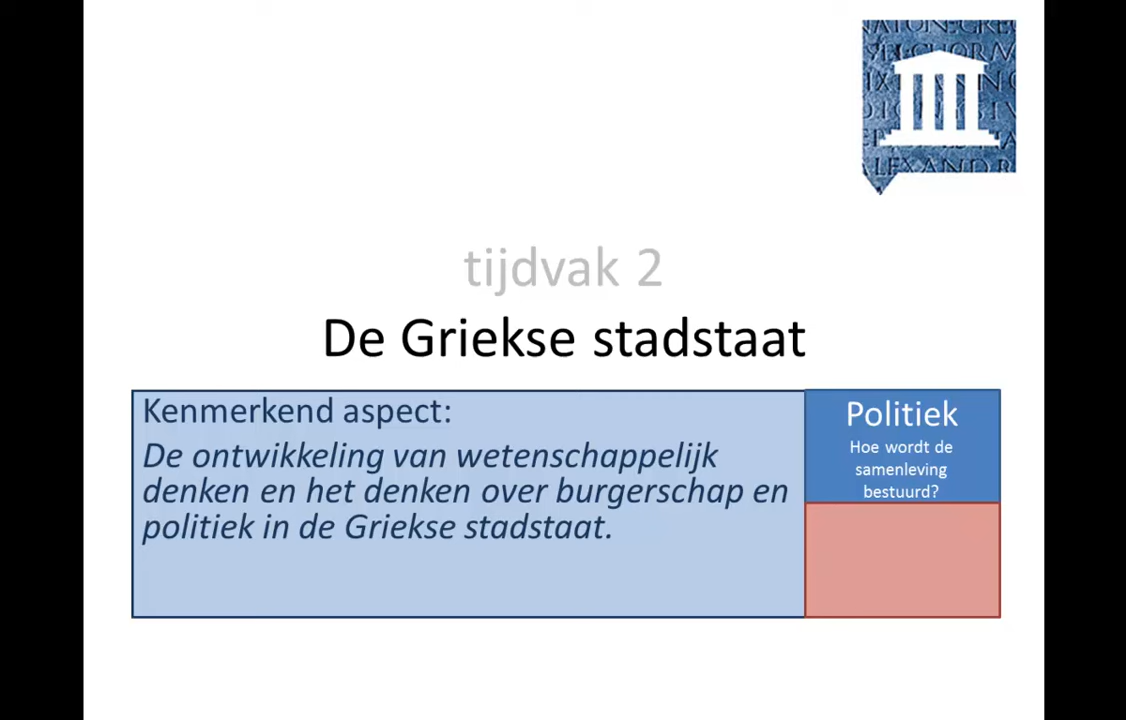 tijdvak 2
De Griekse stadstaat
Kenmerkend aspect:
De ontwikkeling van wetenschappelijk
denken en het denken over burgerschap en
politiek in de Griekse stadstaat.
Politiek
Hoe wordt de
samenleving
bestuurd?